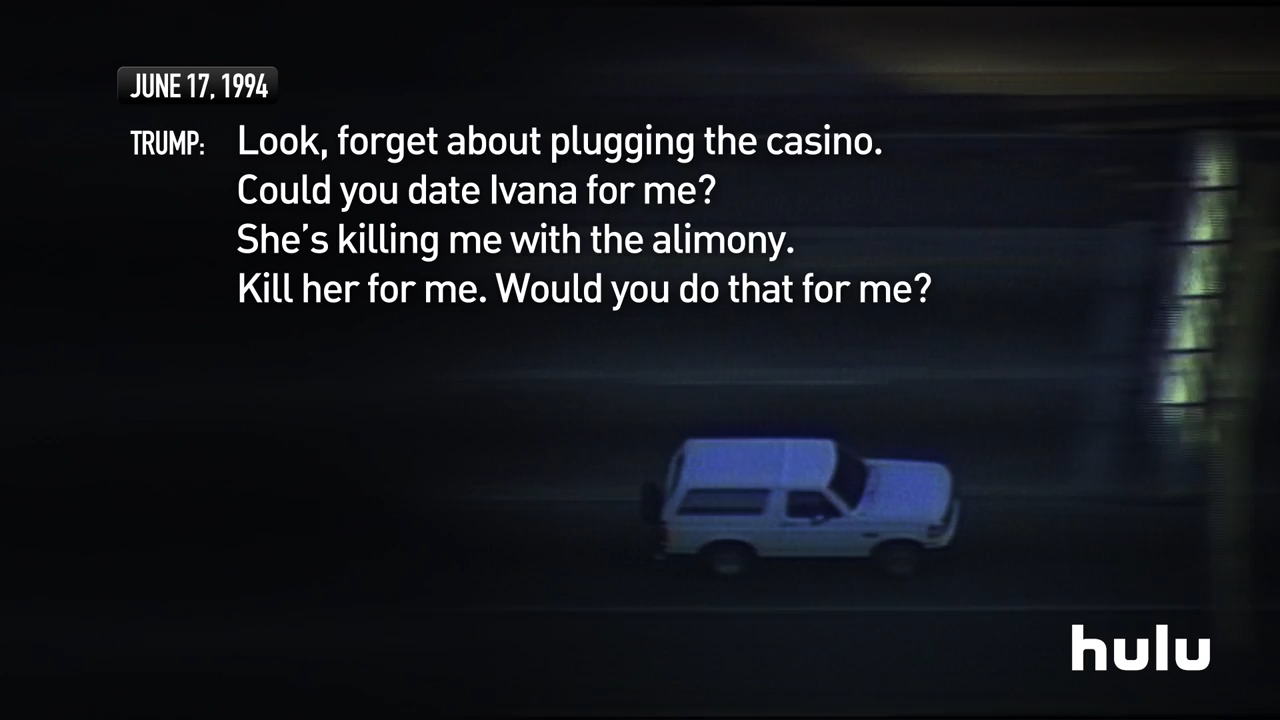 JUNE 17, 1994
TRUMP: Look, forget about plugging the casino.
Could you date Ivana for me?
She's killing me with the alimony.
Kill her for me. Would you do that for me?
hulu